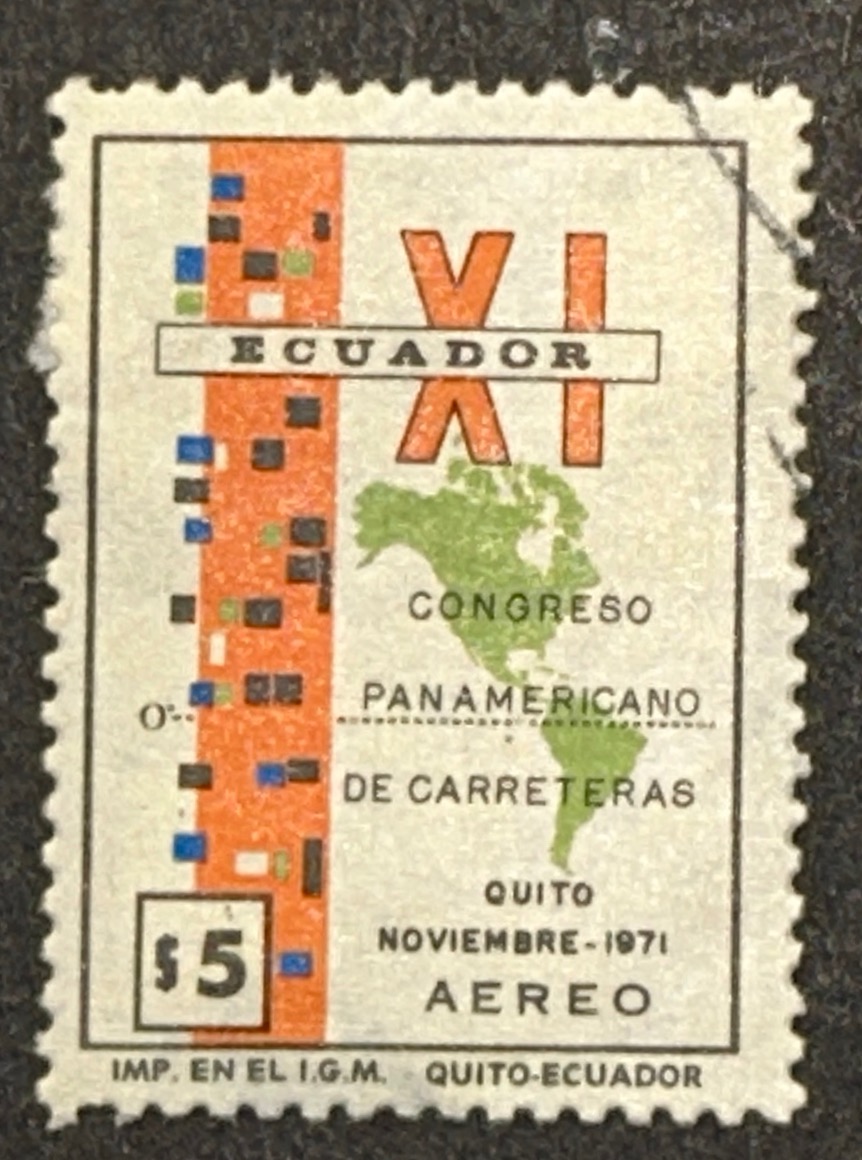 XI
ECUADOR
CONGRESO
PANAMERICANO
0°
DE CARRETERAS
QUITO
NOVIEMBRE-1971
$5
AEREO
IMP. EN EL I.G.M. QUITO-ECUADOR